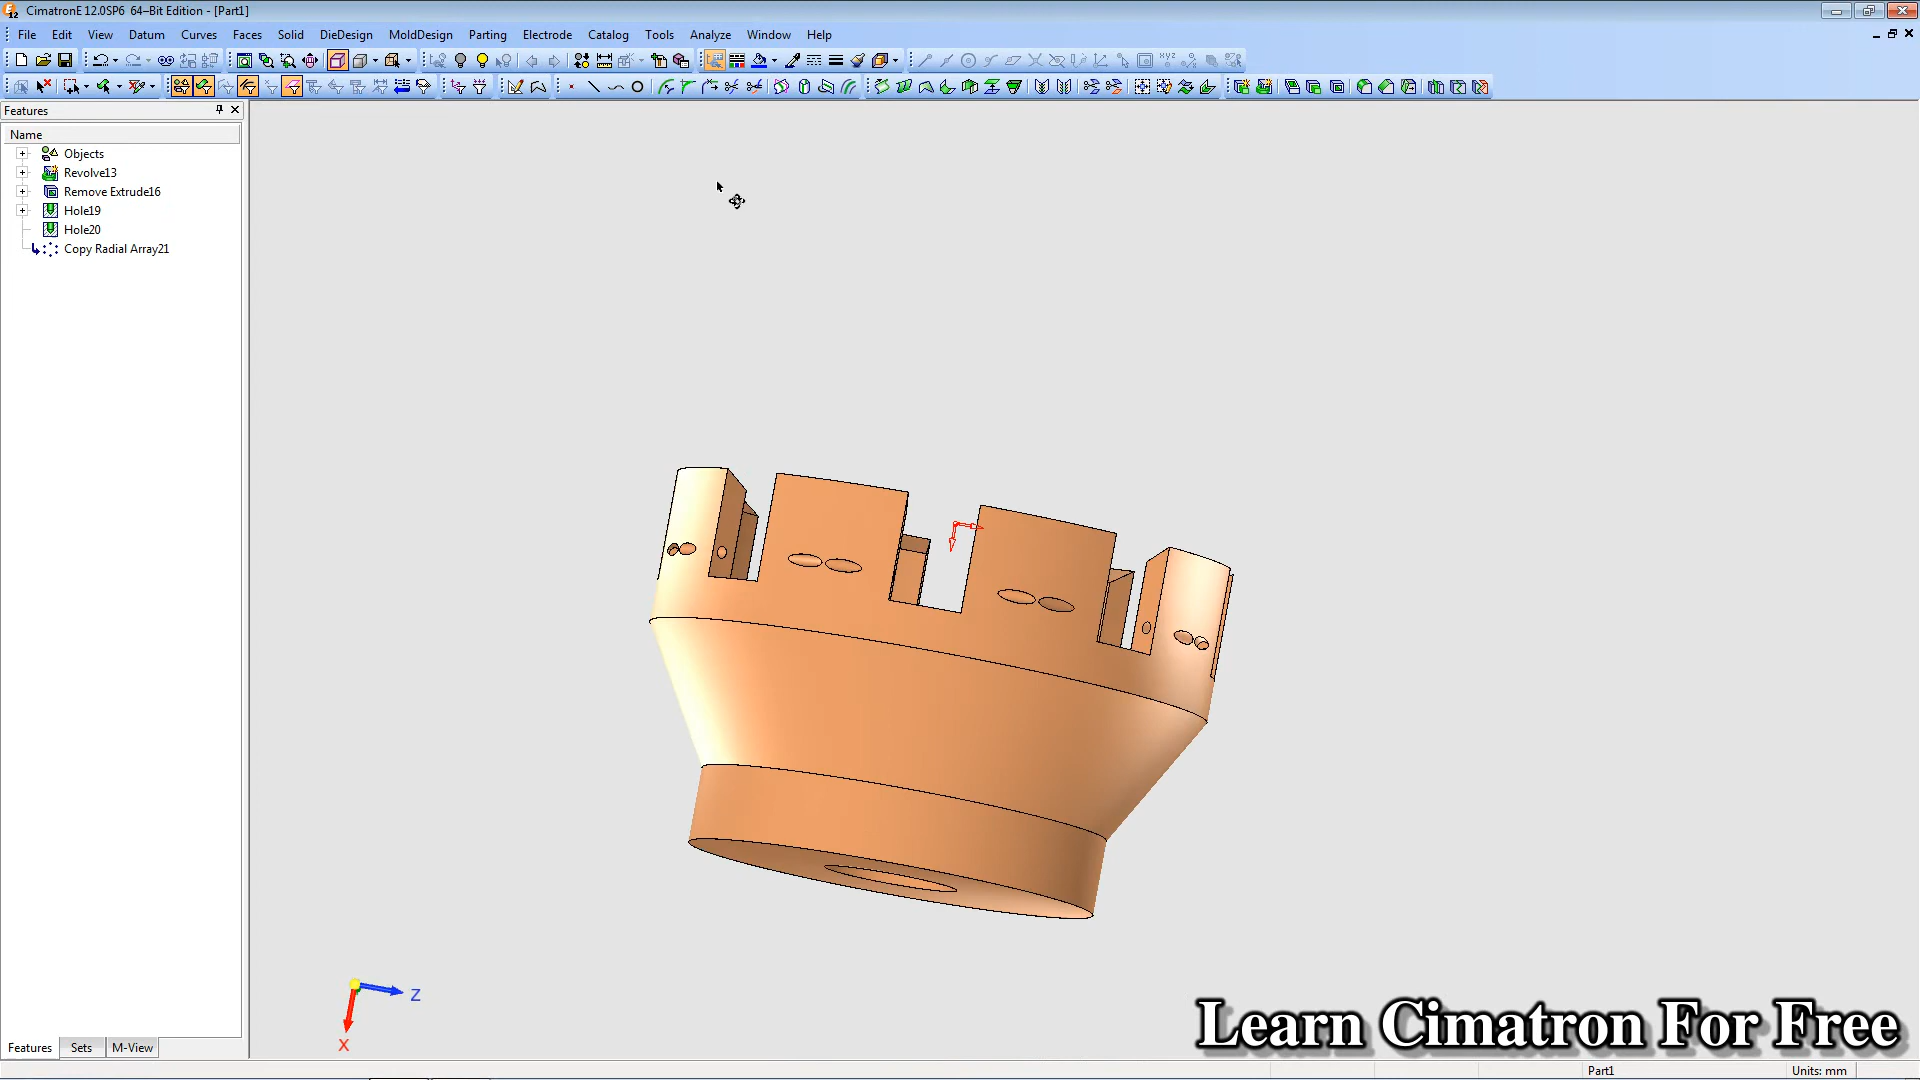 CimatronE 12.0SP6 64–Bit Edition - [Part1]
File Edit View Datum Curves Faces Solid DieDesign MoldDesign Parting Electrode Catalog Tools Analyze Window Help
Features
Name
Objects
Revolve13
Remove Extrude16
Hole19
Hole20
Copy Radial Array21
Z
X
Learn Cimatron For Free
Features Sets M-View
Part1 Units: mm